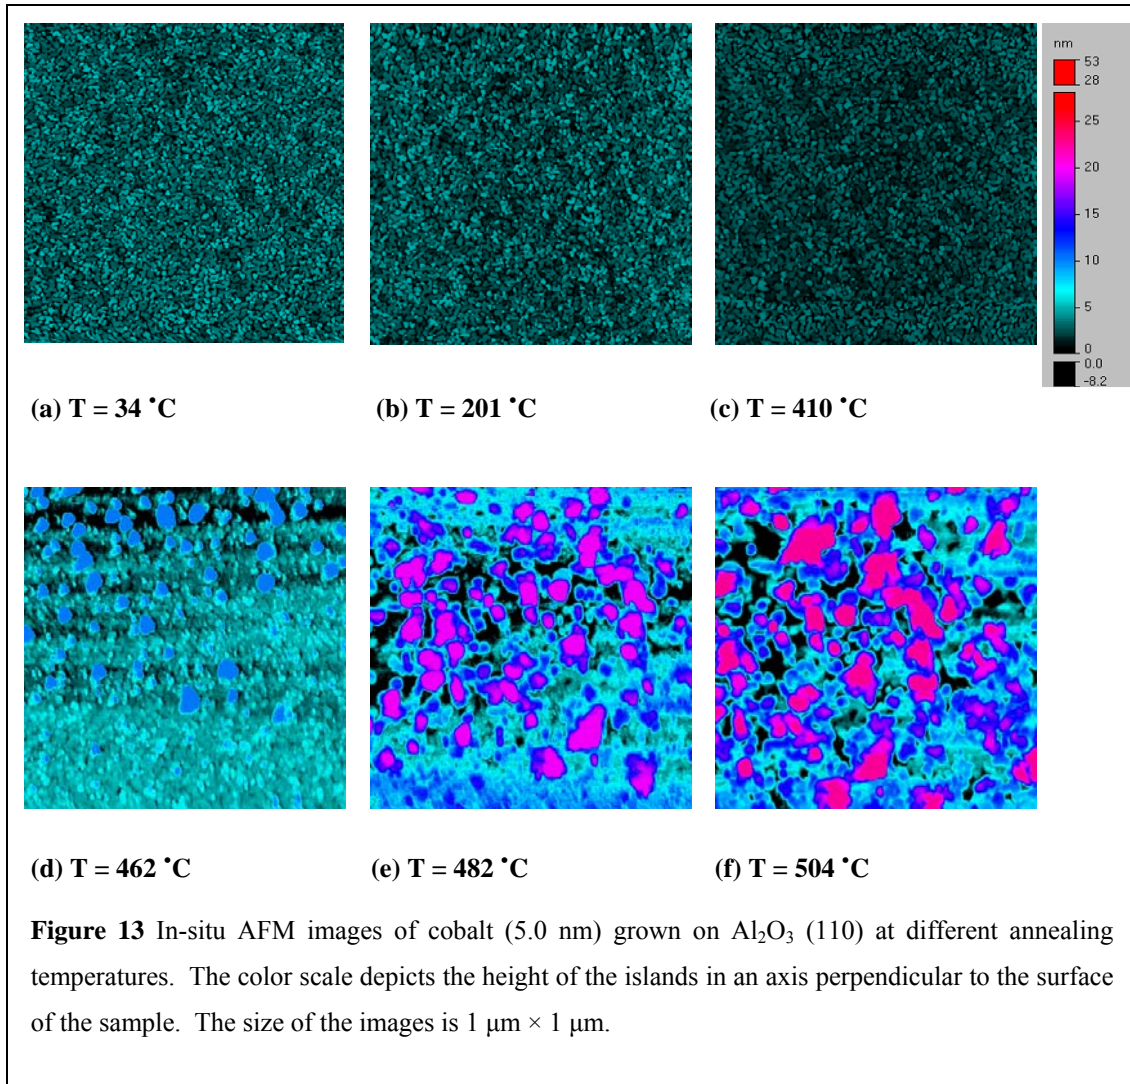 nm
53
28
25
20
15
10
5
0
0.0
-8.2
(a) T = 34 ˚C
(b) T = 201 ˚C
(c) T = 410 ˚C
(d) T = 462 ˚C
(e) T = 482 ˚C
(f) T = 504 ˚C
Figure 13 In-situ AFM images of cobalt (5.0 nm) grown on Al₂O₃ (110) at different annealing
temperatures. The color scale depicts the height of the islands in an axis perpendicular to the surface
of the sample. The size of the images is 1 μm × 1 μm.